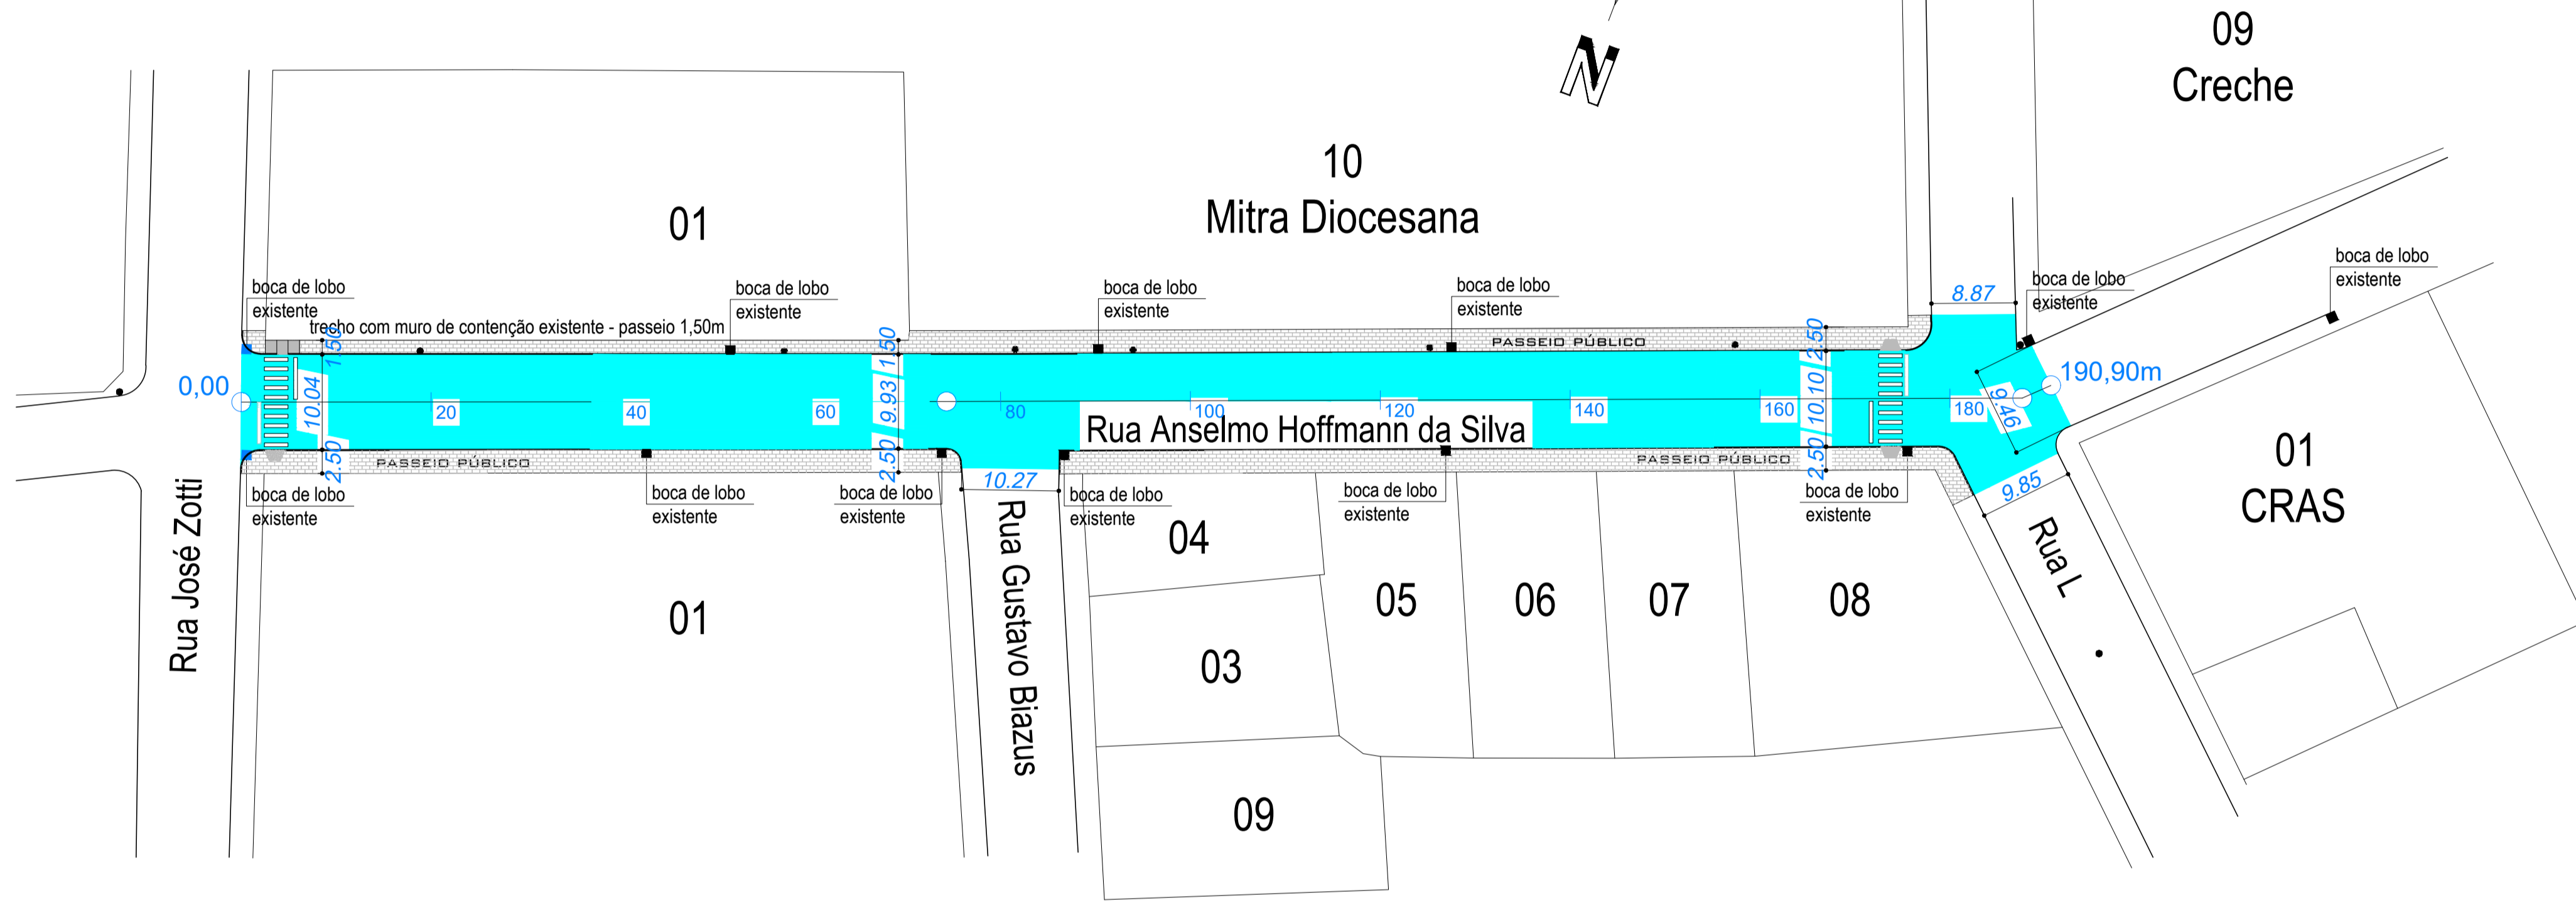 09
Creche
N
10
Mitra Diocesana
01
boca de lobo
existente
boca de lobo
existente
boca de lobo
existente
boca de lobo
existente
boca de lobo
existente
boca de lobo
existente
8.87
trecho com muro de contenção existente - passeio 1,50m
1.50
1.50
2.50
PASSEIO PÚBLICO
0,00
10.04
9.93
10.10
9.46
190,90m
20
40
60
80
100
120
140
160
180
Rua Anselmo Hoffmann da Silva
2.50
PASSEIO PÚBLICO
2.50
PASSEIO PÚBLICO
2.50
10.27
9.85
boca de lobo
existente
boca de lobo
existente
boca de lobo
existente
boca de lobo
existente
boca de lobo
existente
boca de lobo
existente
Rua José Zotti
Rua Gustavo Biazus
Rua L
01
CRAS
01
04
03
09
05
06
07
08